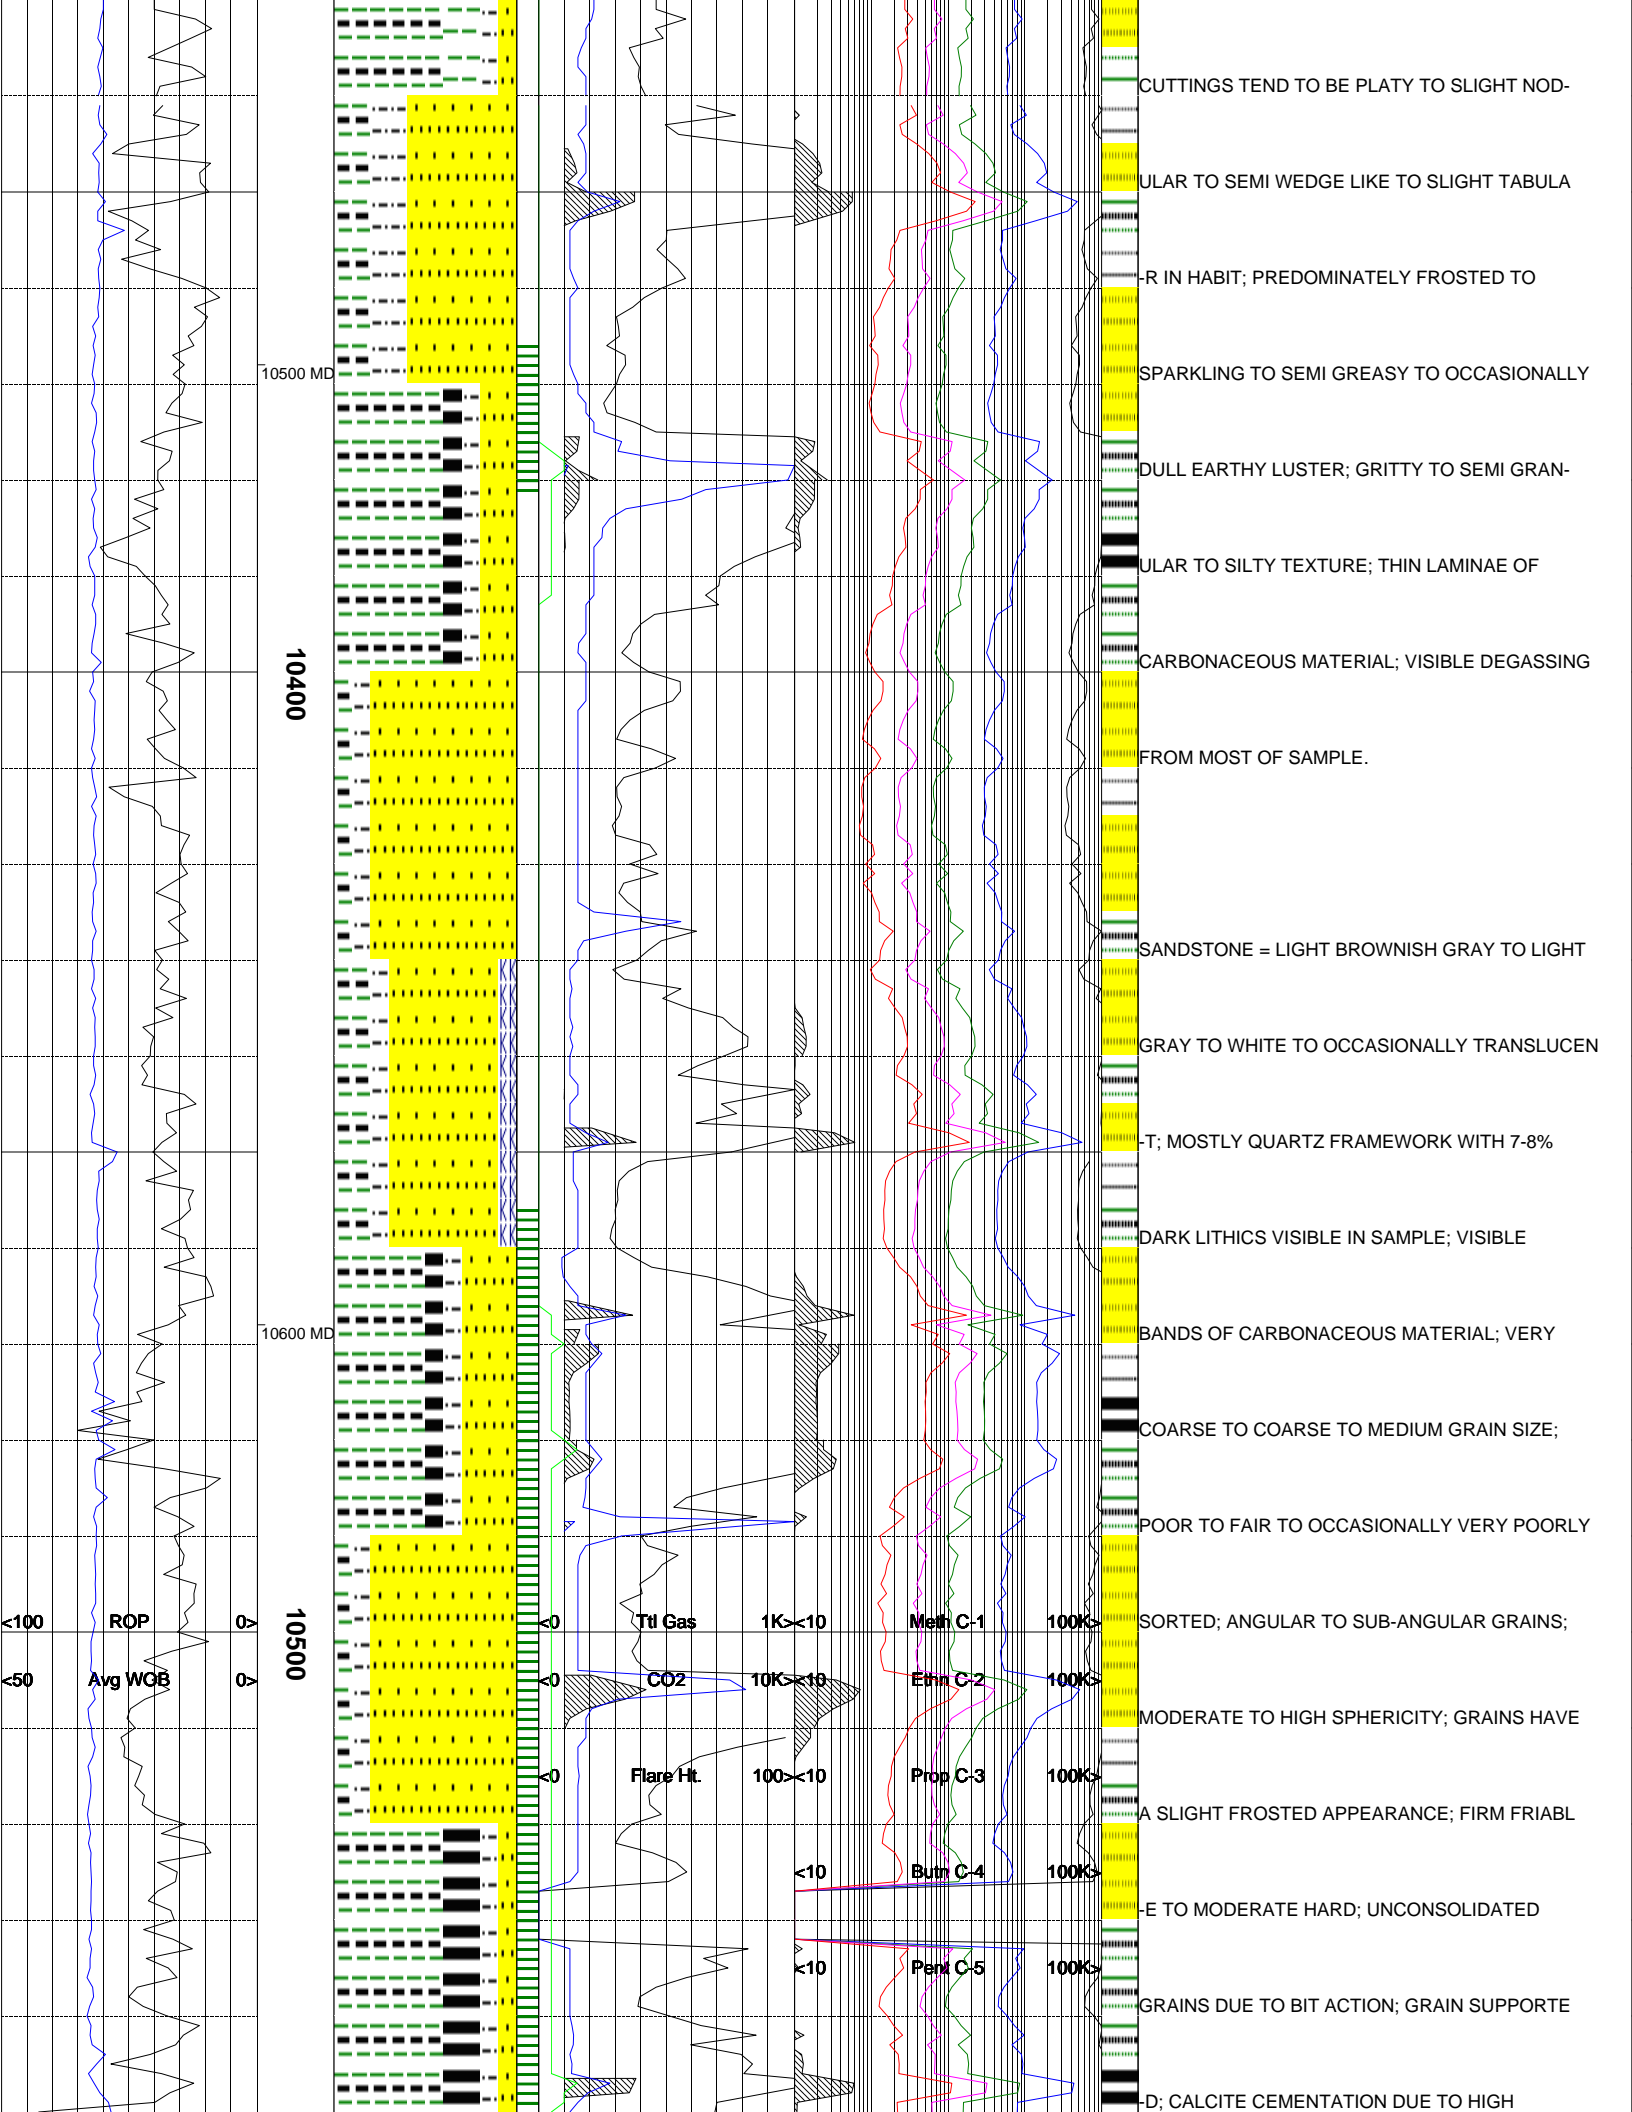 CUTTINGS TEND TO BE PLATY TO SLIGHT NOD-
ULAR TO SEMI WEDGE LIKE TO SLIGHT TABULA
-R IN HABIT; PREDOMINATELY FROSTED TO
10500 MD
SPARKLING TO SEMI GREASY TO OCCASIONALLY
DULL EARTHY LUSTER; GRITTY TO SEMI GRAN-
ULAR TO SILTY TEXTURE; THIN LAMINAE OF
10400
CARBONACEOUS MATERIAL; VISIBLE DEGASSING
FROM MOST OF SAMPLE.
SANDSTONE = LIGHT BROWNISH GRAY TO LIGHT
GRAY TO WHITE TO OCCASIONALLY TRANSLUCEN
-T; MOSTLY QUARTZ FRAMEWORK WITH 7-8%
DARK LITHICS VISIBLE IN SAMPLE; VISIBLE
10600 MD
BANDS OF CARBONACEOUS MATERIAL; VERY
COARSE TO COARSE TO MEDIUM GRAIN SIZE;
POOR TO FAIR TO OCCASIONALLY VERY POORLY
<100 ROP 0>
10500
<0 Ttl Gas 1K>
<10 Meth C-1 100K>
SORTED; ANGULAR TO SUB-ANGULAR GRAINS;
<50 Avg WOB 0>
<0 CO2 10K>
<10 Ethn C-2 100K>
MODERATE TO HIGH SPHERICITY; GRAINS HAVE
<0 Flare Ht. 100>
<10 Prop C-3 100K>
A SLIGHT FROSTED APPEARANCE; FIRM FRIABL
<10 Butn C-4 100K>
-E TO MODERATE HARD; UNCONSOLIDATED
<10 Pent C-5 100K>
GRAINS DUE TO BIT ACTION; GRAIN SUPPORTE
-D; CALCITE CEMENTATION DUE TO HIGH